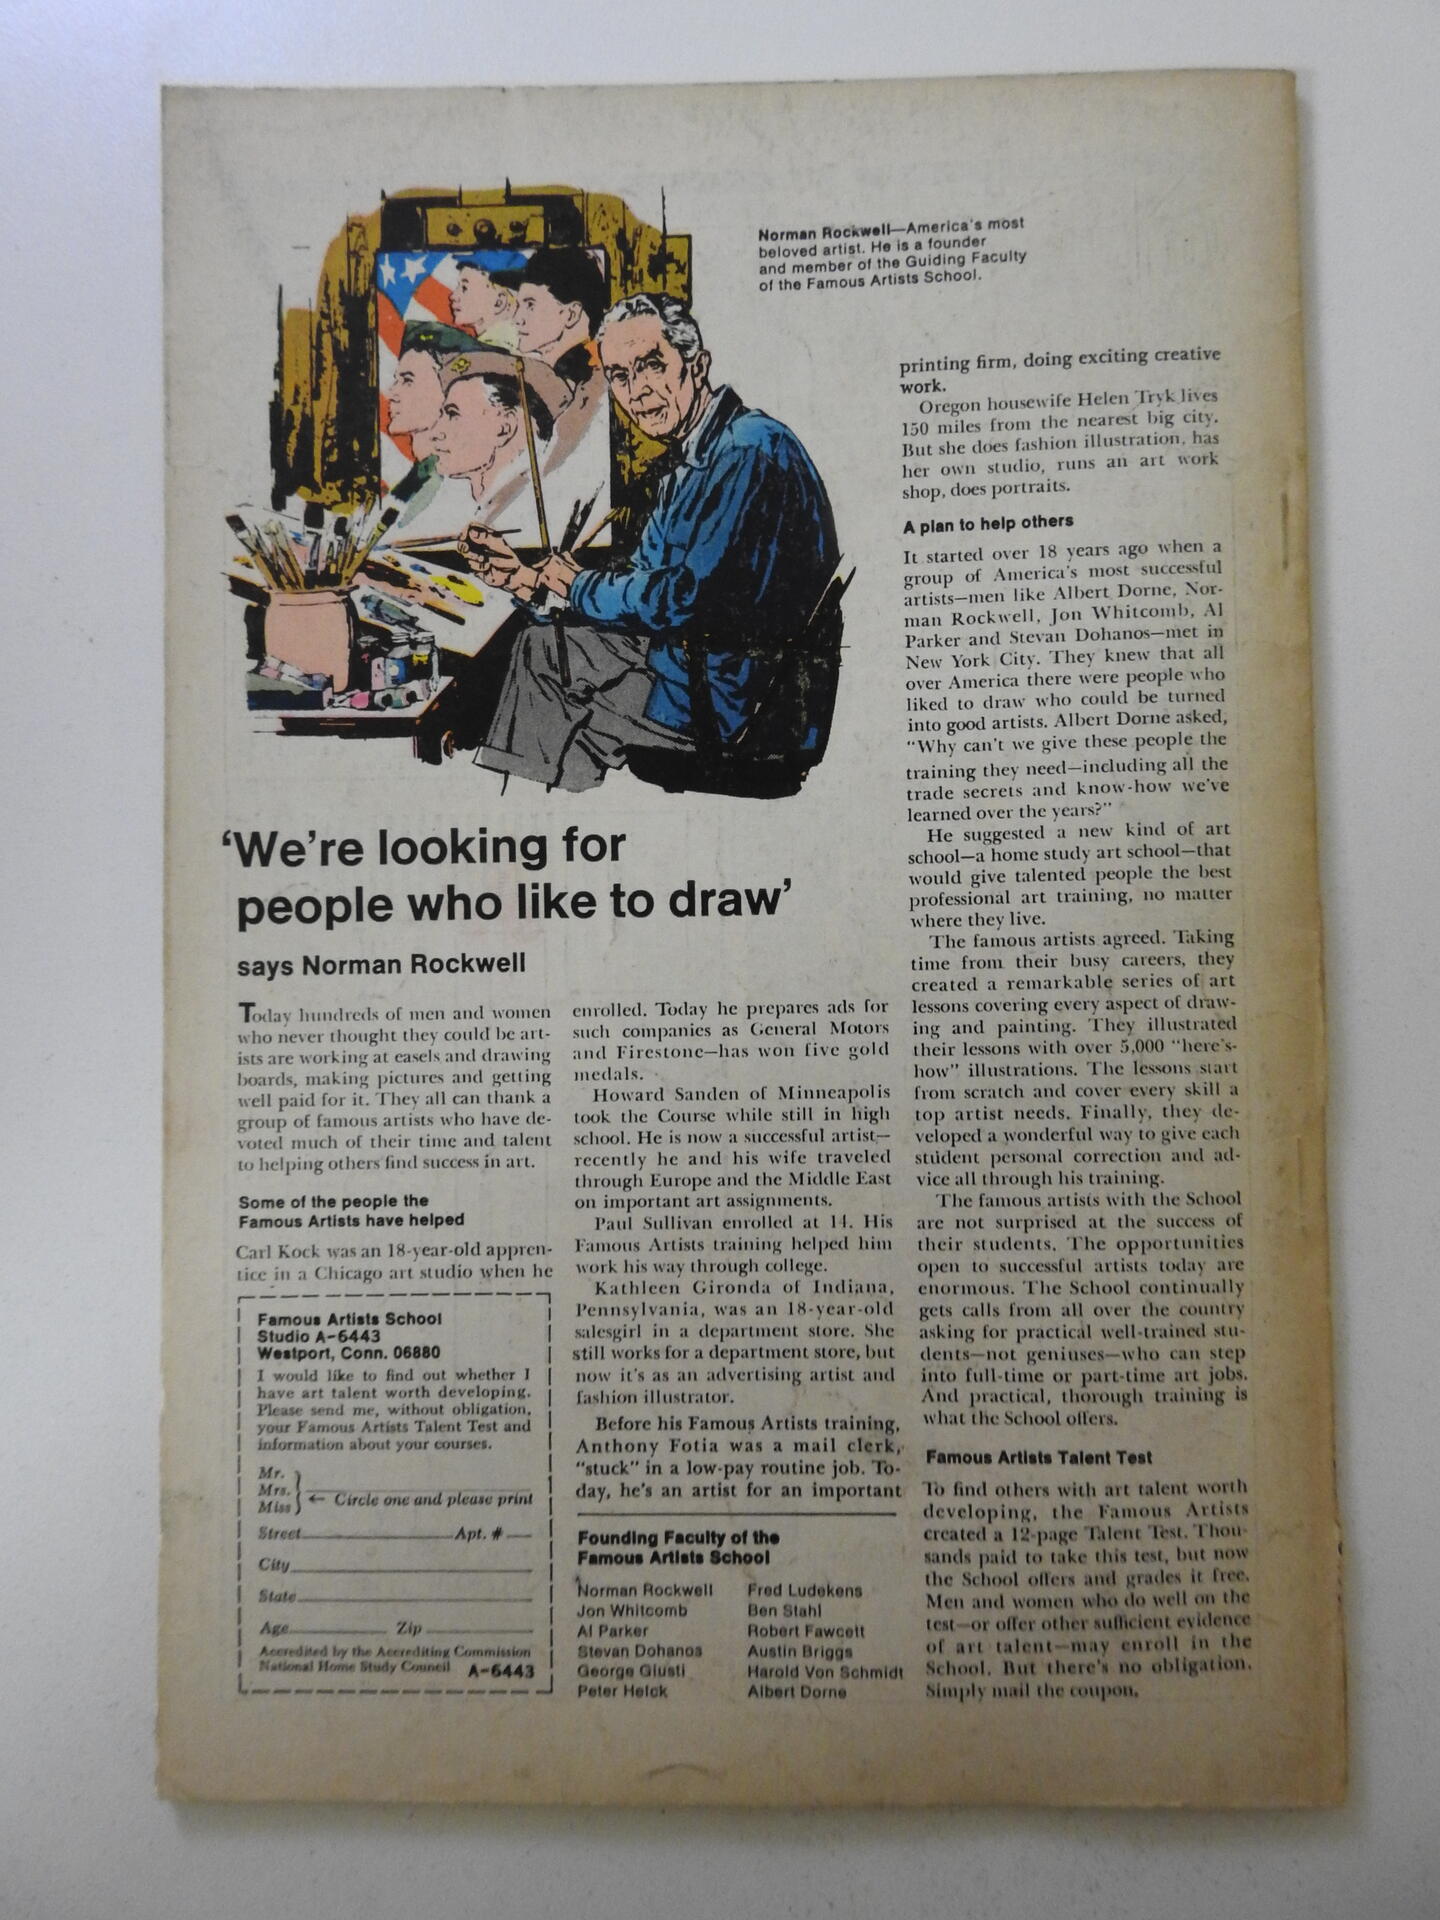 Norman Rockwell—America's most
beloved artist. He is a founder
and member of the Guiding Faculty
of the Famous Artists School.
'We're looking for
people who like to draw'
says Norman Rockwell
Today hundreds of men and women
who never thought they could be art-
ists are working at easels and drawing
boards, making pictures and getting
well paid for it. They all can thank a
group of famous artists who have de-
voted much of their time and talent
to helping others find success in art.
Some of the people the
Famous Artists have helped
Carl Kock was an 18-year-old appren-
tice in a Chicago art studio when he
enrolled. Today he prepares ads for
such companies as General Motors
and Firestone—has won five gold
medals.
Howard Sanden of Minneapolis
took the Course while still in high
school. He is now a successful artist—
recently he and his wife traveled
through Europe and the Middle East
on important art assignments.
Paul Sullivan enrolled at 14. His
Famous Artists training helped him
work his way through college.
Kathleen Gironda of Indiana,
Pennsylvania, was an 18-year-old
salesgirl in a department store. She
still works for a department store, but
now it's as an advertising artist and
fashion illustrator.
Before his Famous Artists training,
Anthony Fotia was a mail clerk,
"stuck" in a low-pay routine job. To-
day, he's an artist for an important
printing firm, doing exciting creative
work.
Oregon housewife Helen Tryk lives
150 miles from the nearest big city.
But she does fashion illustration, has
her own studio, runs an art work
shop, does portraits.
A plan to help others
It started over 18 years ago when a
group of America's most successful
artists—men like Albert Dorne, Nor-
man Rockwell, Jon Whitcomb, Al
Parker and Stevan Dohanos—met in
New York City. They knew that all
over America there were people who
liked to draw who could be turned
into good artists. Albert Dorne asked,
"Why can't we give these people the
training they need—including all the
trade secrets and know-how we've
learned over the years?"
He suggested a new kind of art
school—a home study art school—that
would give talented people the best
professional art training, no matter
where they live.
The famous artists agreed. Taking
time from their busy careers, they
created a remarkable series of art
lessons covering every aspect of draw-
ing and painting. They illustrated
their lessons with over 5,000 "here's-
how" illustrations. The lessons start
from scratch and cover every skill a
top artist needs. Finally, they de-
veloped a wonderful way to give each
student personal correction and ad-
vice all through his training.
The famous artists with the School
are not surprised at the success of
their students. The opportunities
open to successful artists today are
enormous. The School continually
gets calls from all over the country
asking for practical well-trained stu-
dents—not geniuses—who can step
into full-time or part-time art jobs.
And practical, thorough training is
what the School offers.
Famous Artists Talent Test
To find others with art talent worth
developing, the Famous Artists
created a 12-page Talent Test. Thou-
sands paid to take this test, but now
the School offers and grades it free.
Men and women who do well on the
test—or offer other sufficient evidence
of art talent—may enroll in the
School. But there's no obligation.
Simply mail the coupon.
Famous Artists School
Studio A-6443
Westport, Conn. 06880
I would like to find out whether I
have art talent worth developing.
Please send me, without obligation,
your Famous Artists Talent Test and
information about your courses.
Mr.
Mrs.
Miss
← Circle one and please print
Street Apt. #
City
State
Age Zip
Accredited by the Accrediting Commission
National Home Study Council A-6443
Founding Faculty of the
Famous Artists School
Norman Rockwell
Jon Whitcomb
Al Parker
Stevan Dohanos
George Giusti
Peter Helck
Fred Ludekens
Ben Stahl
Robert Fawcett
Austin Briggs
Harold Von Schmidt
Albert Dorne